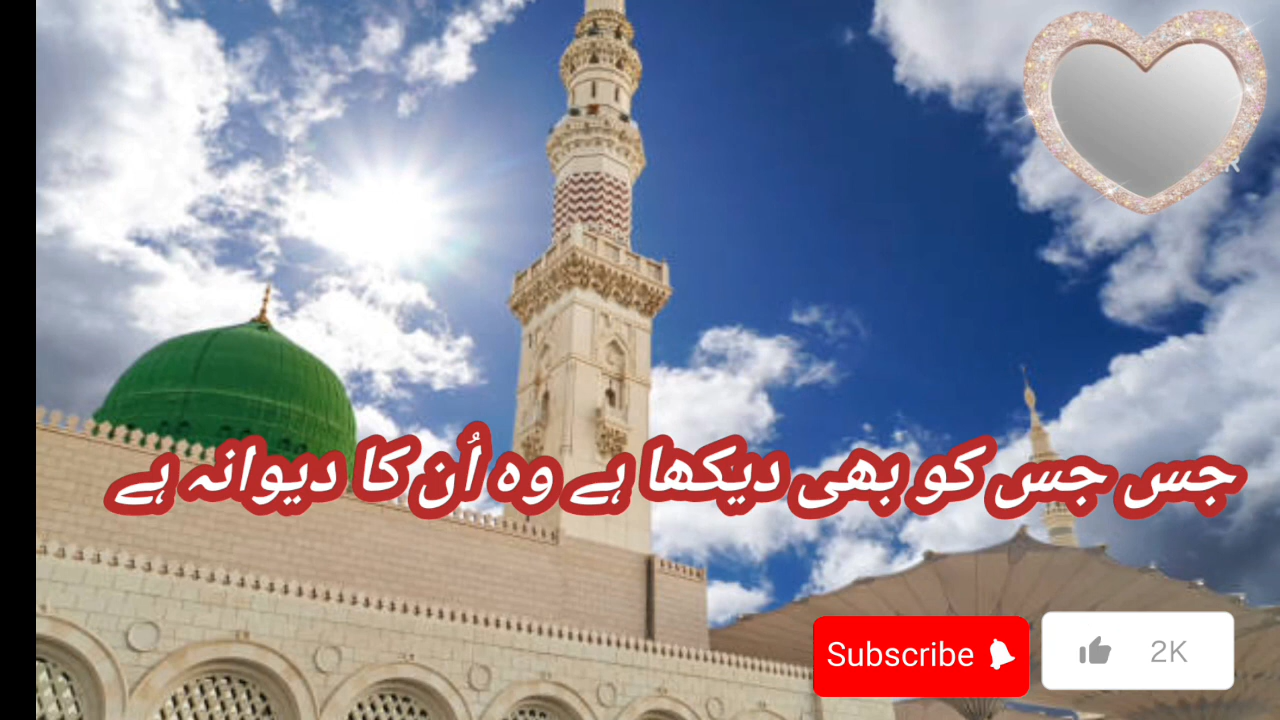 جس جس کو بھی دیکھا ہے وہ اُن کا دیوانہ ہے
Subscribe
2K